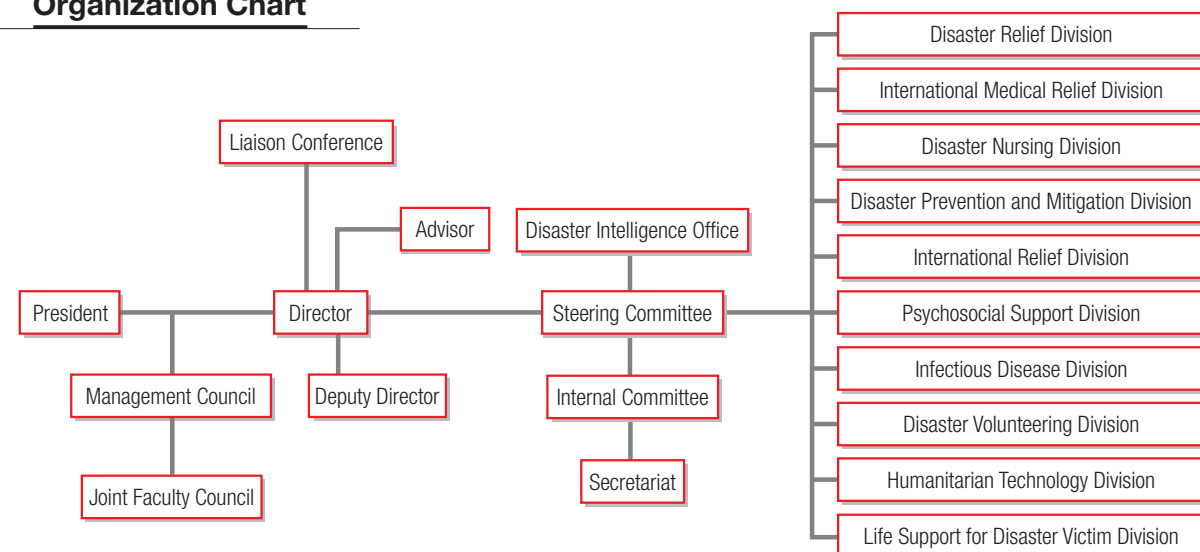 Organization Chart
Disaster Relief Division
International Medical Relief Division
Liaison Conference
Disaster Nursing Division
Disaster Prevention and Mitigation Division
Advisor
Disaster Intelligence Office
International Relief Division
President
Director
Steering Committee
Psychosocial Support Division
Infectious Disease Division
Management Council
Deputy Director
Internal Committee
Disaster Volunteering Division
Joint Faculty Council
Secretariat
Humanitarian Technology Division
Life Support for Disaster Victim Division